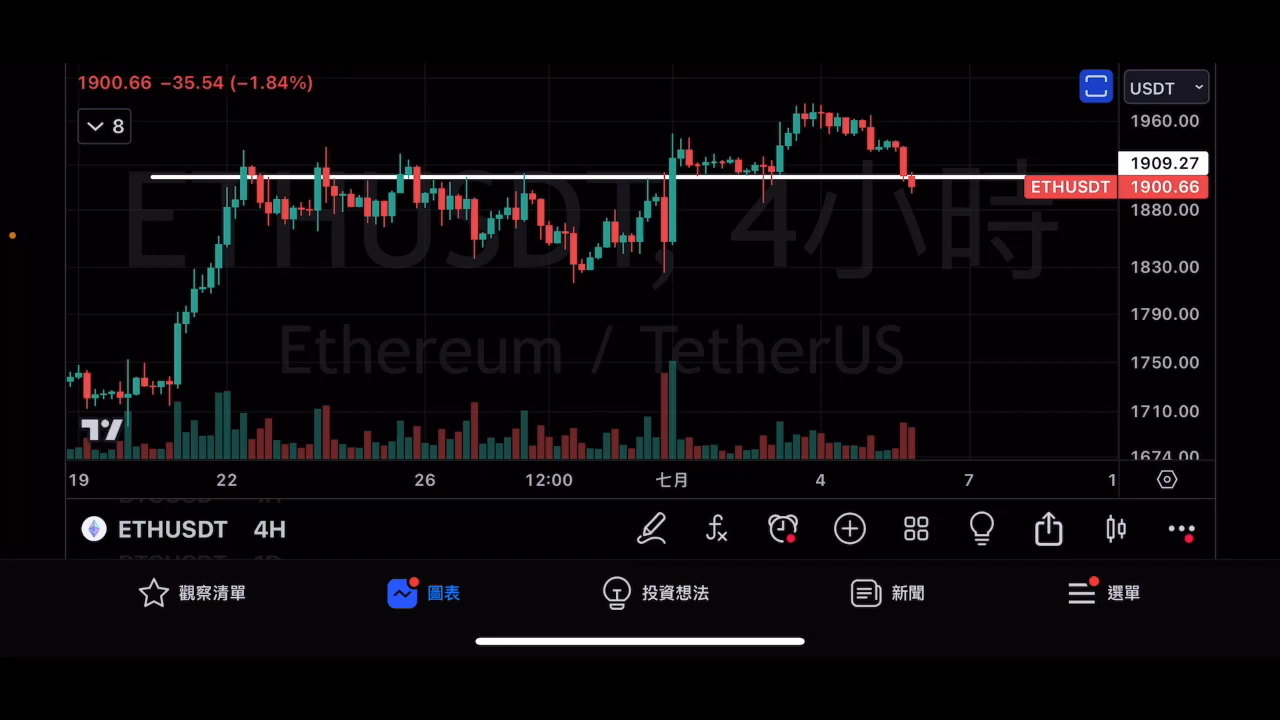 1900.66 −35.54 (−1.84%)
USDT
8
1960.00
1909.27
ETHUSDT 1900.66
1880.00
ETHUSDT, 4小時
1830.00
1790.00
Ethereum / TetherUS
1750.00
1710.00
1674.00
19 22 26 12:00 七月 4 7 1
ETHUSDT 4H
觀察清單 圖表 投資想法 新聞 選單